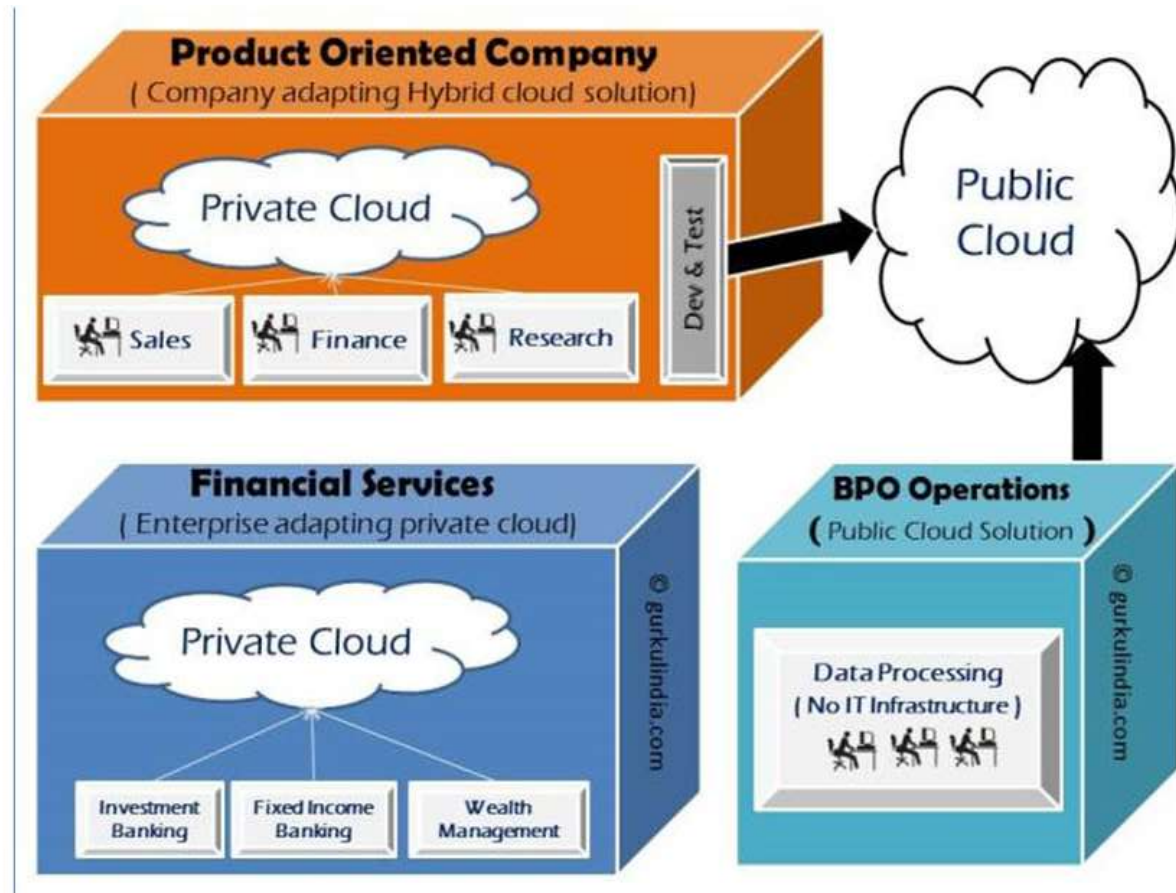 Product Oriented Company
( Company adapting Hybrid cloud solution)
Private Cloud
Sales
Finance
Research
Dev & Test
Public
Cloud
Financial Services
( Enterprise adapting private cloud)
Private Cloud
Investment
Banking
Fixed Income
Banking
Wealth
Management
© gurkulindia.com
BPO Operations
( Public Cloud Solution )
Data Processing
( No IT Infrastructure )
© gurkulindia.com